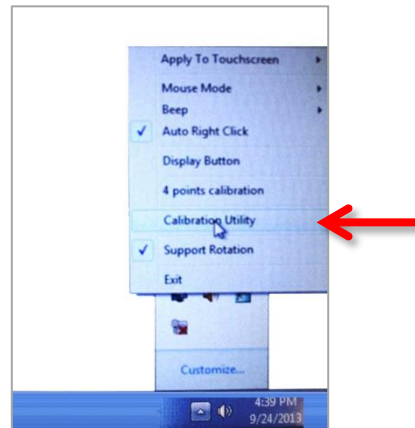 Apply To Touchscreen
Mouse Mode
Beep
Auto Right Click
Display Button
4 points calibration
Calibration Utility
Support Rotation
Exit
Customize...
4:39 PM
9/24/2013